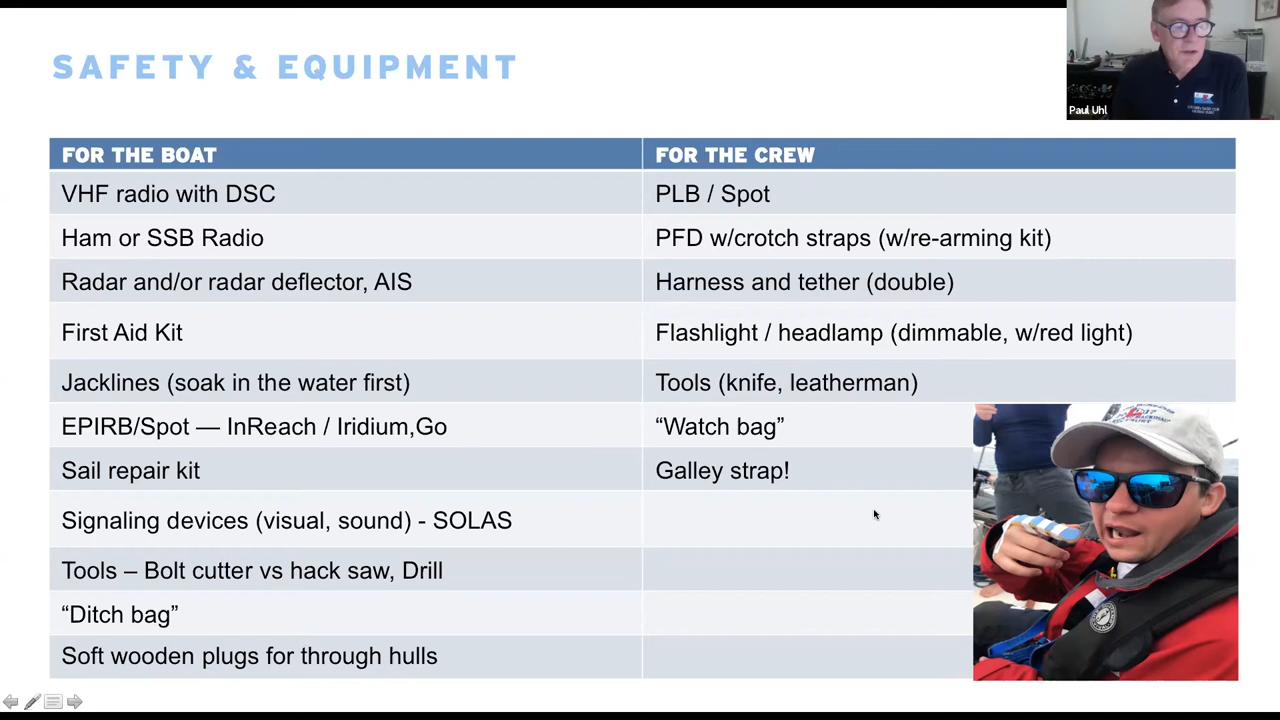 SAFETY & EQUIPMENT
Paul Uhl
FOR THE BOAT
FOR THE CREW
VHF radio with DSC
PLB / Spot
Ham or SSB Radio
PFD w/crotch straps (w/re-arming kit)
Radar and/or radar deflector, AIS
Harness and tether (double)
First Aid Kit
Flashlight / headlamp (dimmable, w/red light)
Jacklines (soak in the water first)
Tools (knife, leatherman)
EPIRB/Spot — InReach / Iridium,Go
“Watch bag”
Sail repair kit
Galley strap!
Signaling devices (visual, sound) - SOLAS
Tools – Bolt cutter vs hack saw, Drill
“Ditch bag”
Soft wooden plugs for through hulls